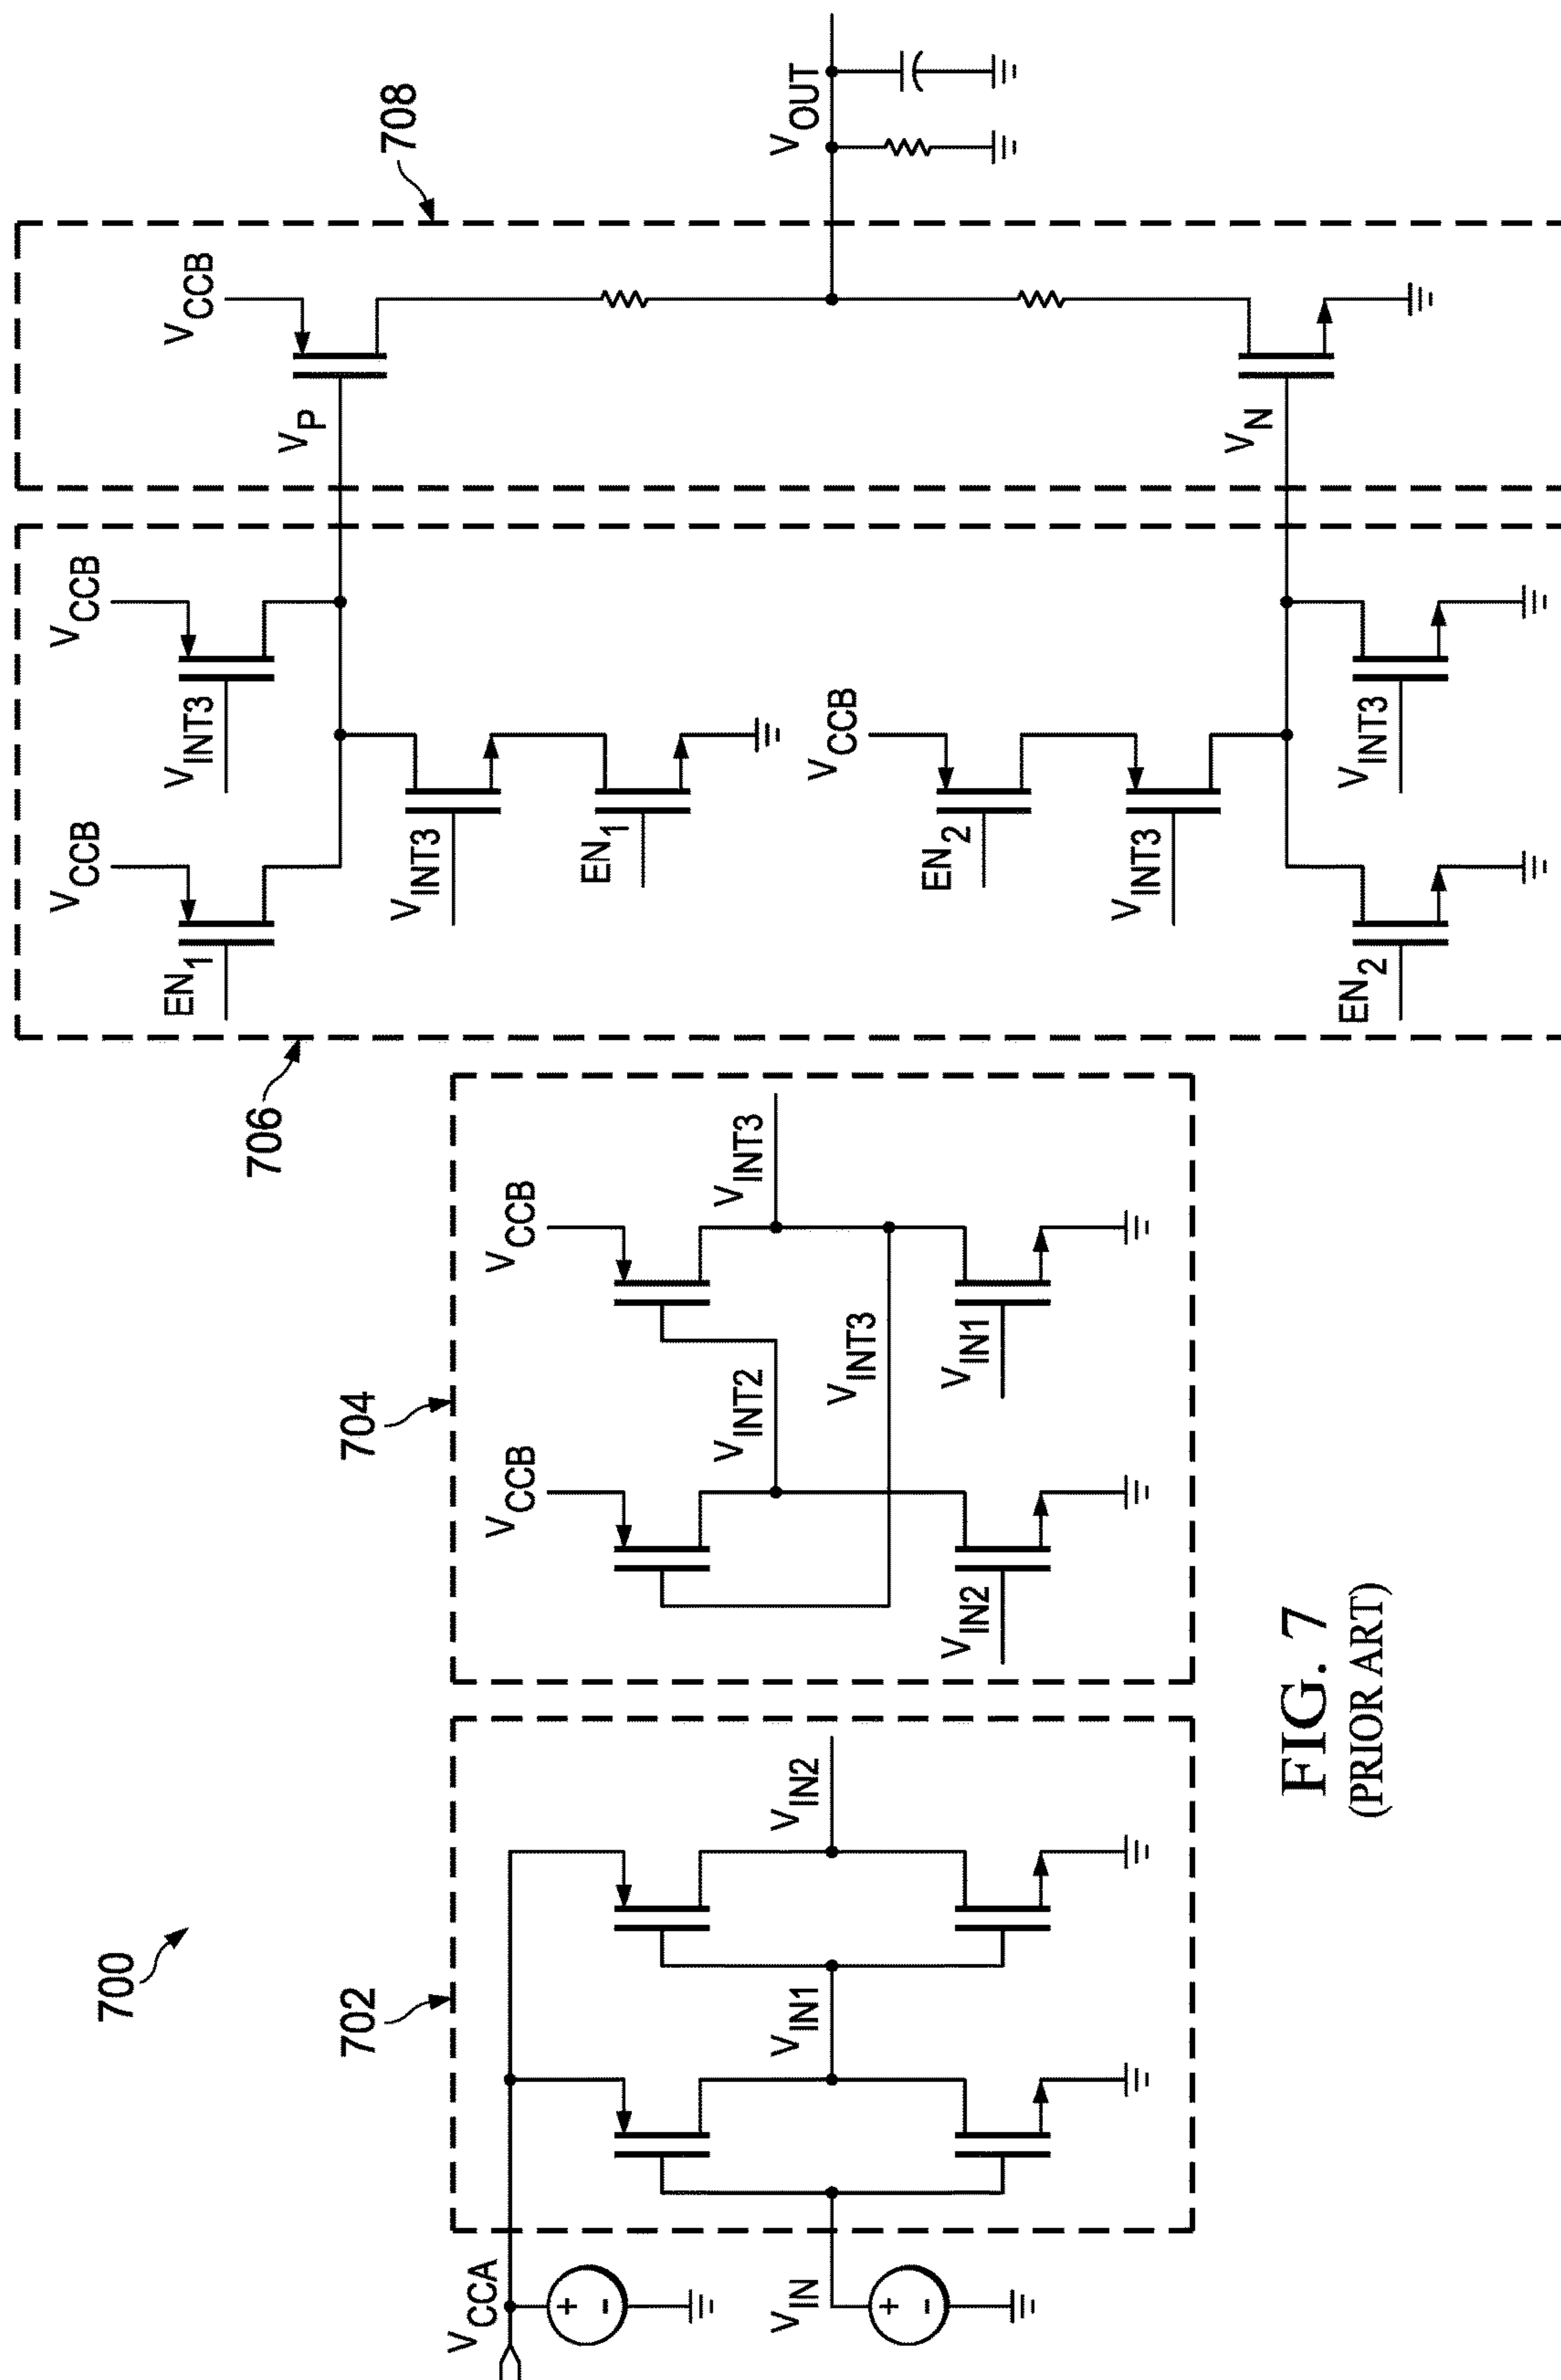 700
702
704
706
708
VCCA
VIN
VIN1
VIN2
VCCB
VCCB
VINT2
VINT3
VINT3
VIN2
VIN1
VCCB
VCCB
EN1
VINT3
VINT3
EN1
VCCB
EN2
VINT3
EN2
VINT3
VCCB
VP
VN
VOUT
+
-
+
-
FIG. 7
(PRIOR ART)